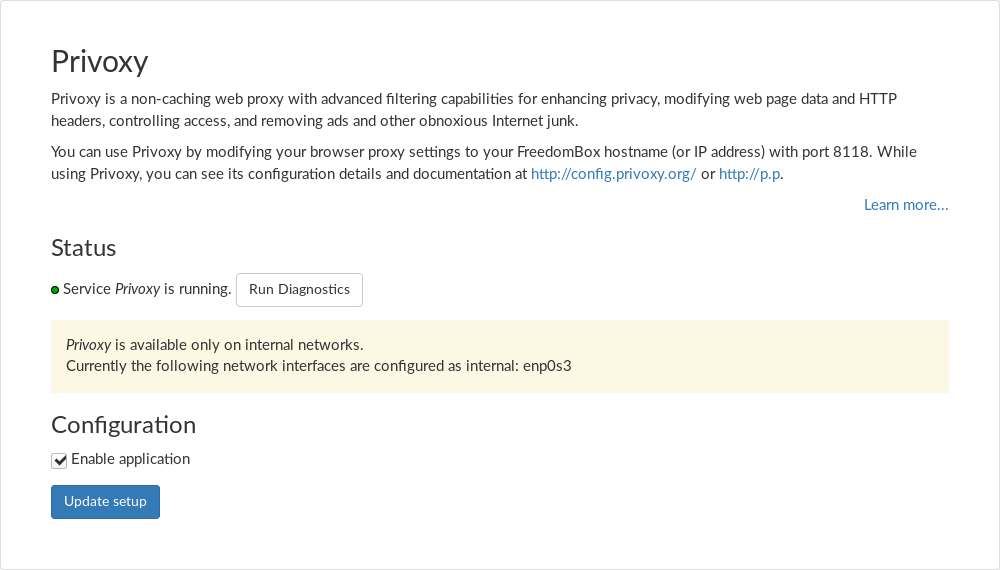 Privoxy
Privoxy is a non-caching web proxy with advanced filtering capabilities for enhancing privacy, modifying web page data and HTTP
headers, controlling access, and removing ads and other obnoxious Internet junk.
You can use Privoxy by modifying your browser proxy settings to your FreedomBox hostname (or IP address) with port 8118. While
using Privoxy, you can see its configuration details and documentation at http://config.privoxy.org/ or http://p.p.
Learn more...
Status
Service Privoxy is running. Run Diagnostics
Privoxy is available only on internal networks.
Currently the following network interfaces are configured as internal: enp0s3
Configuration
Enable application
Update setup